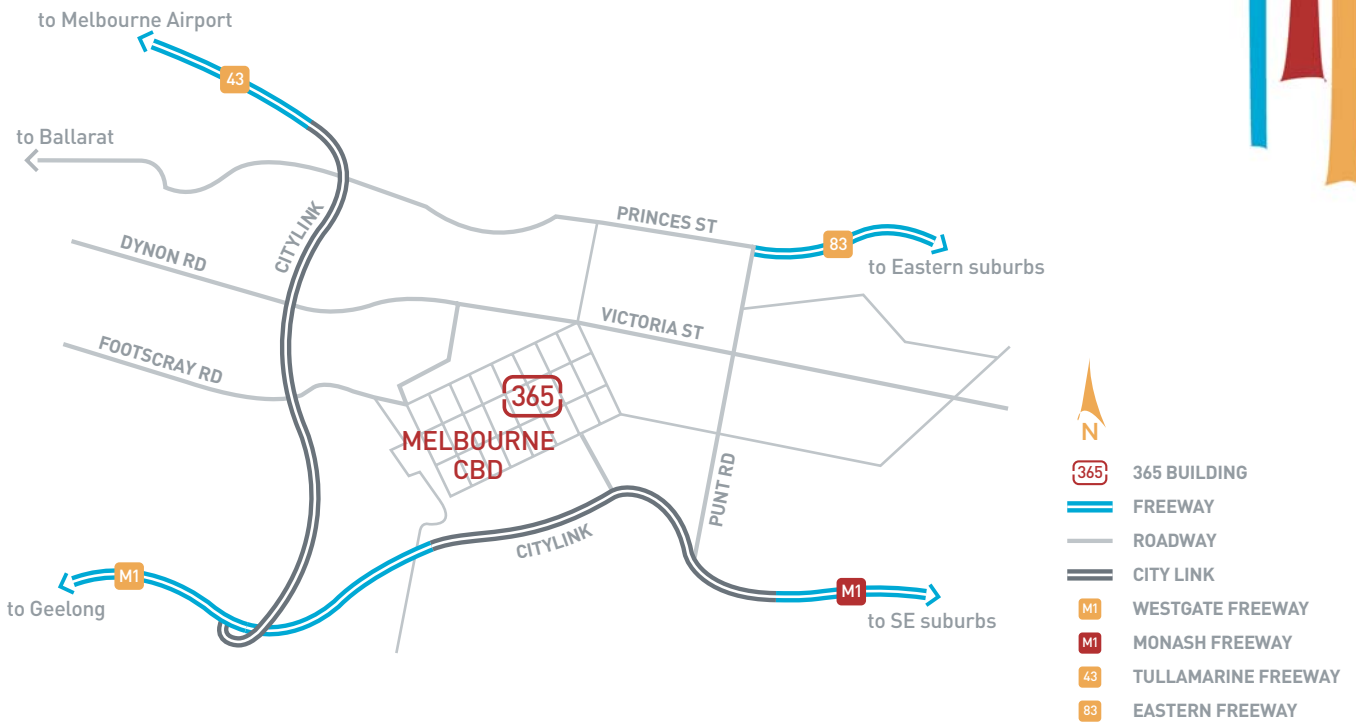 to Melbourne Airport
43
to Ballarat
CITYLINK
DYNON RD
FOOTSCRAY RD
PRINCES ST
83
to Eastern suburbs
VICTORIA ST
365
MELBOURNE
CBD
PUNT RD
CITYLINK
M1
to Geelong
M1
to SE suburbs
N
365 365 BUILDING
FREEWAY
ROADWAY
CITY LINK
M1 WESTGATE FREEWAY
M1 MONASH FREEWAY
43 TULLAMARINE FREEWAY
83 EASTERN FREEWAY